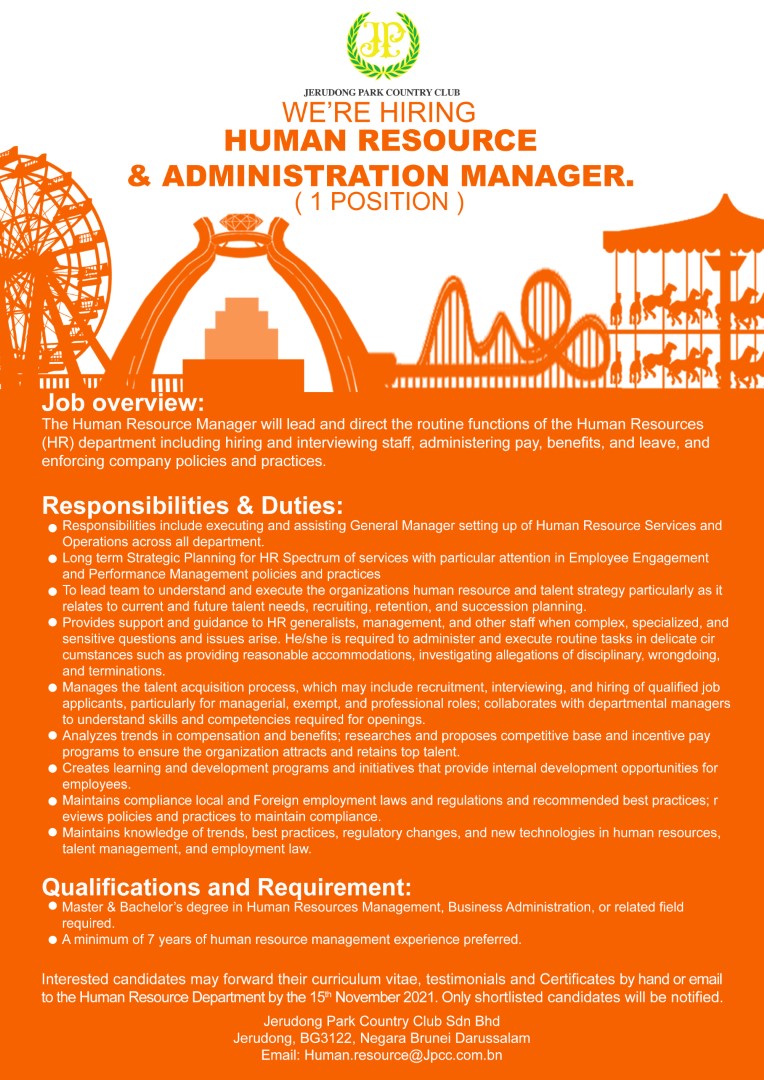 JP
JERUDONG PARK COUNTRY CLUB
WE'RE HIRING
HUMAN RESOURCE
& ADMINISTRATION MANAGER.
( 1 POSITION )
Job overview:
The Human Resource Manager will lead and direct the routine functions of the Human Resources
(HR) department including hiring and interviewing staff, administering pay, benefits, and leave, and
enforcing company policies and practices.
Responsibilities & Duties:
● Responsibilities include executing and assisting General Manager setting up of Human Resource Services and
Operations across all department.
● Long term Strategic Planning for HR Spectrum of services with particular attention in Employee Engagement
and Performance Management policies and practices
● To lead team to understand and execute the organizations human resource and talent strategy particularly as it
relates to current and future talent needs, recruiting, retention, and succession planning.
● Provides support and guidance to HR generalists, management, and other staff when complex, specialized, and
sensitive questions and issues arise. He/she is required to administer and execute routine tasks in delicate cir
cumstances such as providing reasonable accommodations, investigating allegations of disciplinary, wrongdoing,
and terminations.
● Manages the talent acquisition process, which may include recruitment, interviewing, and hiring of qualified job
applicants, particularly for managerial, exempt, and professional roles; collaborates with departmental managers
to understand skills and competencies required for openings.
● Analyzes trends in compensation and benefits; researches and proposes competitive base and incentive pay
programs to ensure the organization attracts and retains top talent.
● Creates learning and development programs and initiatives that provide internal development opportunities for
employees.
● Maintains compliance local and Foreign employment laws and regulations and recommended best practices; r
eviews policies and practices to maintain compliance.
● Maintains knowledge of trends, best practices, regulatory changes, and new technologies in human resources,
talent management, and employment law.
Qualifications and Requirement:
● Master & Bachelor's degree in Human Resources Management, Business Administration, or related field
required.
● A minimum of 7 years of human resource management experience preferred.
Interested candidates may forward their curriculum vitae, testimonials and Certificates by hand or email
to the Human Resource Department by the 15th November 2021. Only shortlisted candidates will be notified.
Jerudong Park Country Club Sdn Bhd
Jerudong, BG3122, Negara Brunei Darussalam
Email: Human.resource@Jpcc.com.bn